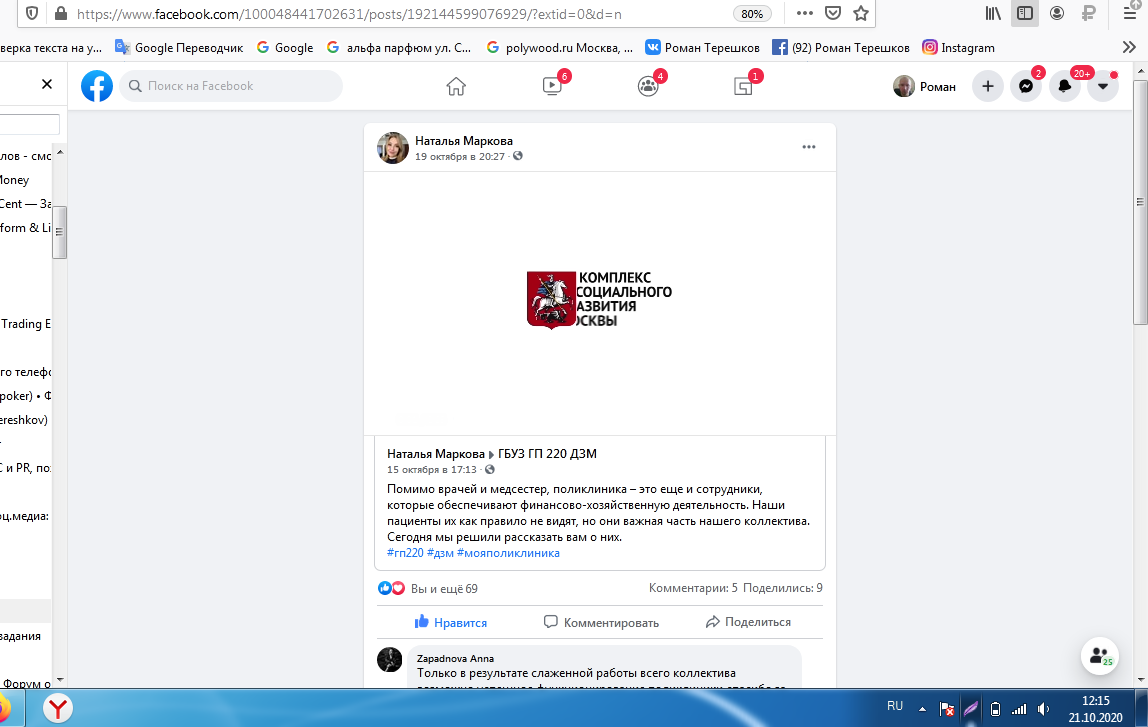 https://www.facebook.com/100048441702631/posts/192144599076929/?extid=0&d=n
80%
верка текста на у...
Google Переводчик
Google
альфа парфюм ул. С...
polywood.ru Москва, ...
Роман Терешков
(92) Роман Терешков
Instagram
Поиск на Facebook
6
4
1
Роман
2
20+
лов - смо
Money
Cent — За
form & Li
Trading E
го телефо
poker) • Ф
ereshkov)
С и PR, по
оц.медиа:
задания
Форум о
Наталья Маркова
19 октября в 20:27
КОМПЛЕКС
СОЦИАЛЬНОГО
АЗВИТИЯ
ОСКВЫ
Наталья Маркова ▸ ГБУЗ ГП 220 ДЗМ
15 октября в 17:13
Помимо врачей и медсестер, поликлиника – это еще и сотрудники,
которые обеспечивают финансово-хозяйственную деятельность. Наши
пациенты их как правило не видят, но они важная часть нашего коллектива.
Сегодня мы решили рассказать вам о них.
#гп220 #дзм #мояполиклиника
Вы и ещё 69
Комментарии: 5 Поделились: 9
Нравится
Комментировать
Поделиться
Zapadnova Anna
Только в результате слаженной работы всего коллектива
25
RU
12:15
21.10.2020